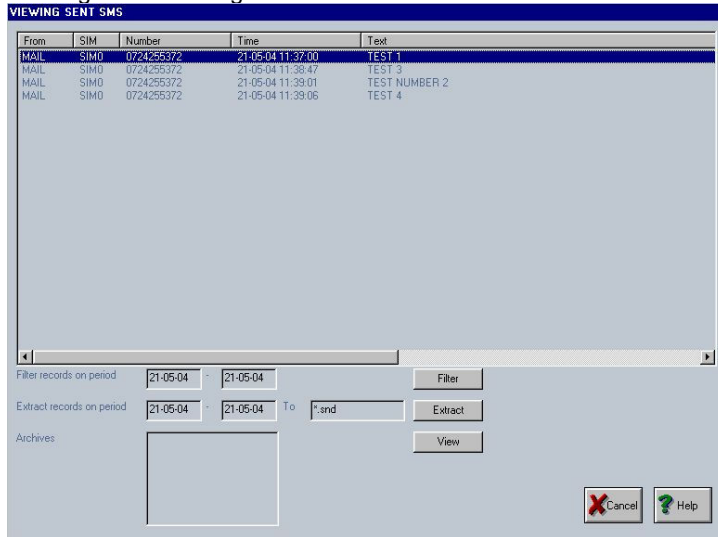 VIEWING SENT SMS
From SIM Number Time Text
MAIL SIM0 0724255372 21-05-04 11:37:00 TEST 1
MAIL SIM0 0724255372 21-05-04 11:38:47 TEST 3
MAIL SIM0 0724255372 21-05-04 11:39:01 TEST NUMBER 2
MAIL SIM0 0724255372 21-05-04 11:39:06 TEST 4
Filter records on period 21-05-04 - 21-05-04 Filter
Extract records on period 21-05-04 - 21-05-04 To *.snd Extract
Archives View
Cancel Help